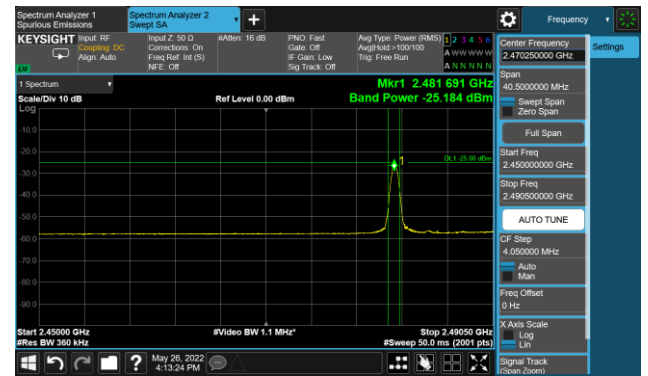 Spectrum Analyzer 1
Spurious Emissions
Spectrum Analyzer 2
Swept SA
Frequency
KEYSIGHT
Input: RF
Coupling: DC
Align: Auto
Input Z: 50 Ω
Corrections: On
Freq Ref: Int (S)
NFE: Off
#Atten: 16 dB
PNO: Fast
Gate: Off
IF Gain: Low
Sig Track: Off
Avg Type: Power (RMS)
Avg|Hold >100/100
Trig: Free Run
1 2 3 4 5 6
A W W W W W
A N N N N N
1 Spectrum
Mkr1 2.481 691 GHz
Scale/Div 10 dB
Ref Level 0.00 dBm
Band Power -25.184 dBm
Log
-10.0
-20.0
-30.0
-40.0
-50.0
-60.0
-70.0
-80.0
-90.0
1
DL1 -25.00 dBm
Start 2.45000 GHz
#Video BW 1.1 MHz*
Stop 2.49050 GHz
#Res BW 360 kHz
#Sweep 50.0 ms (2001 pts)
Settings
Center Frequency
2.470250000 GHz
Span
40.5000000 MHz
Swept Span
Zero Span
Full Span
Start Freq
2.450000000 GHz
Stop Freq
2.490500000 GHz
AUTO TUNE
CF Step
4.050000 MHz
Auto
Man
Freq Offset
0 Hz
X Axis Scale
Log
Lin
Signal Track
(Span Zoom)
?
May 26, 2022
4:13:24 PM